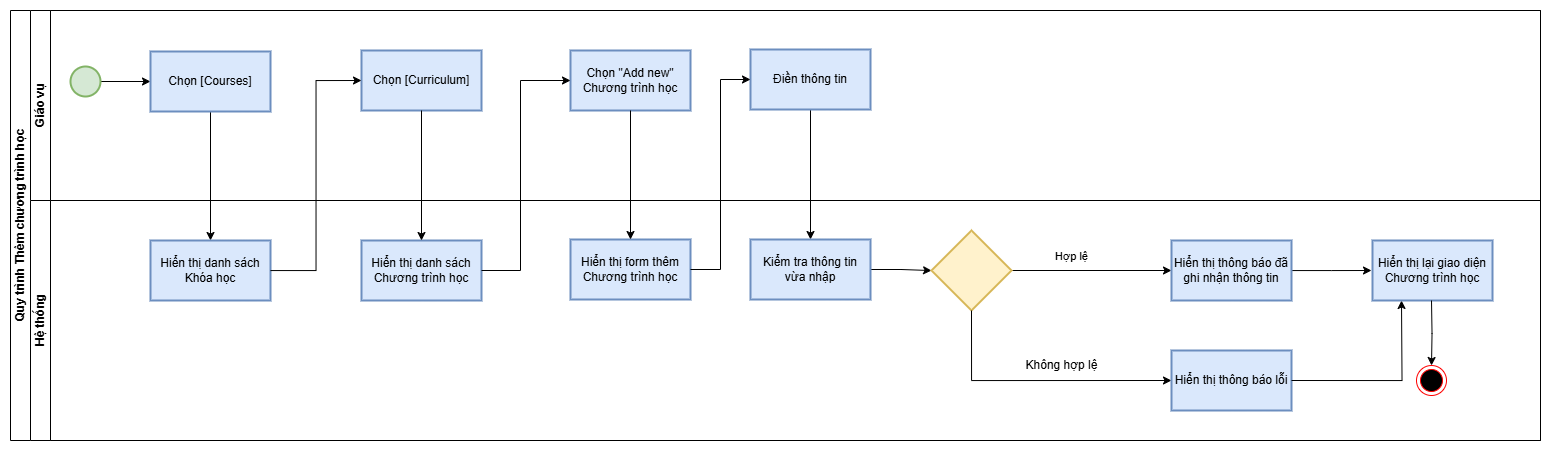 Quy trình Thêm chương trình học
Giáo vụ
Chọn [Courses]
Chọn [Curriculum]
Chọn "Add new"
Chương trình học
Điền thông tin
Hệ thống
Hiển thị danh sách
Khóa học
Hiển thị danh sách
Chương trình học
Hiển thị form thêm
Chương trình học
Kiểm tra thông tin
vừa nhập
Hợp lệ
Hiển thị thông báo đã
ghi nhận thông tin
Hiển thị lại giao diện
Chương trình học
Không hợp lệ
Hiển thị thông báo lỗi